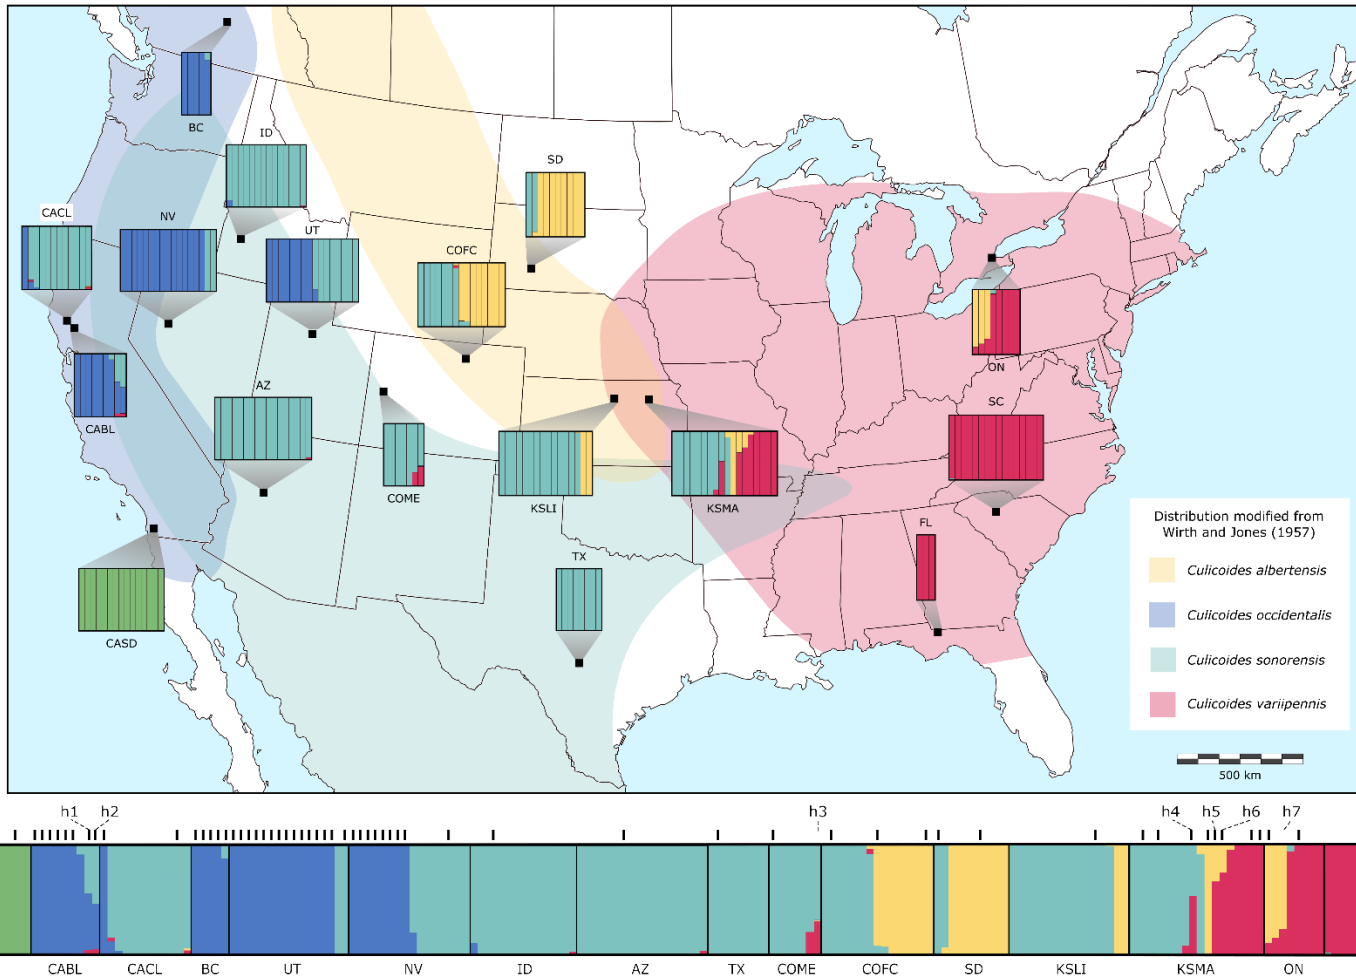 BC
ID
SD
CACL
NV
UT
COFC
ON
AZ
SC
CABL
COME
KSLI
KSMA
FL
TX
CASD
Distribution modified from
Wirth and Jones (1957)
Culicoides albertensis
Culicoides occidentalis
Culicoides sonorensis
Culicoides variipennis
500 km
h1 h2 h3 h4 h5 h6 h7
CABL CACL BC UT NV ID AZ TX COME COFC SD KSLI KSMA ON